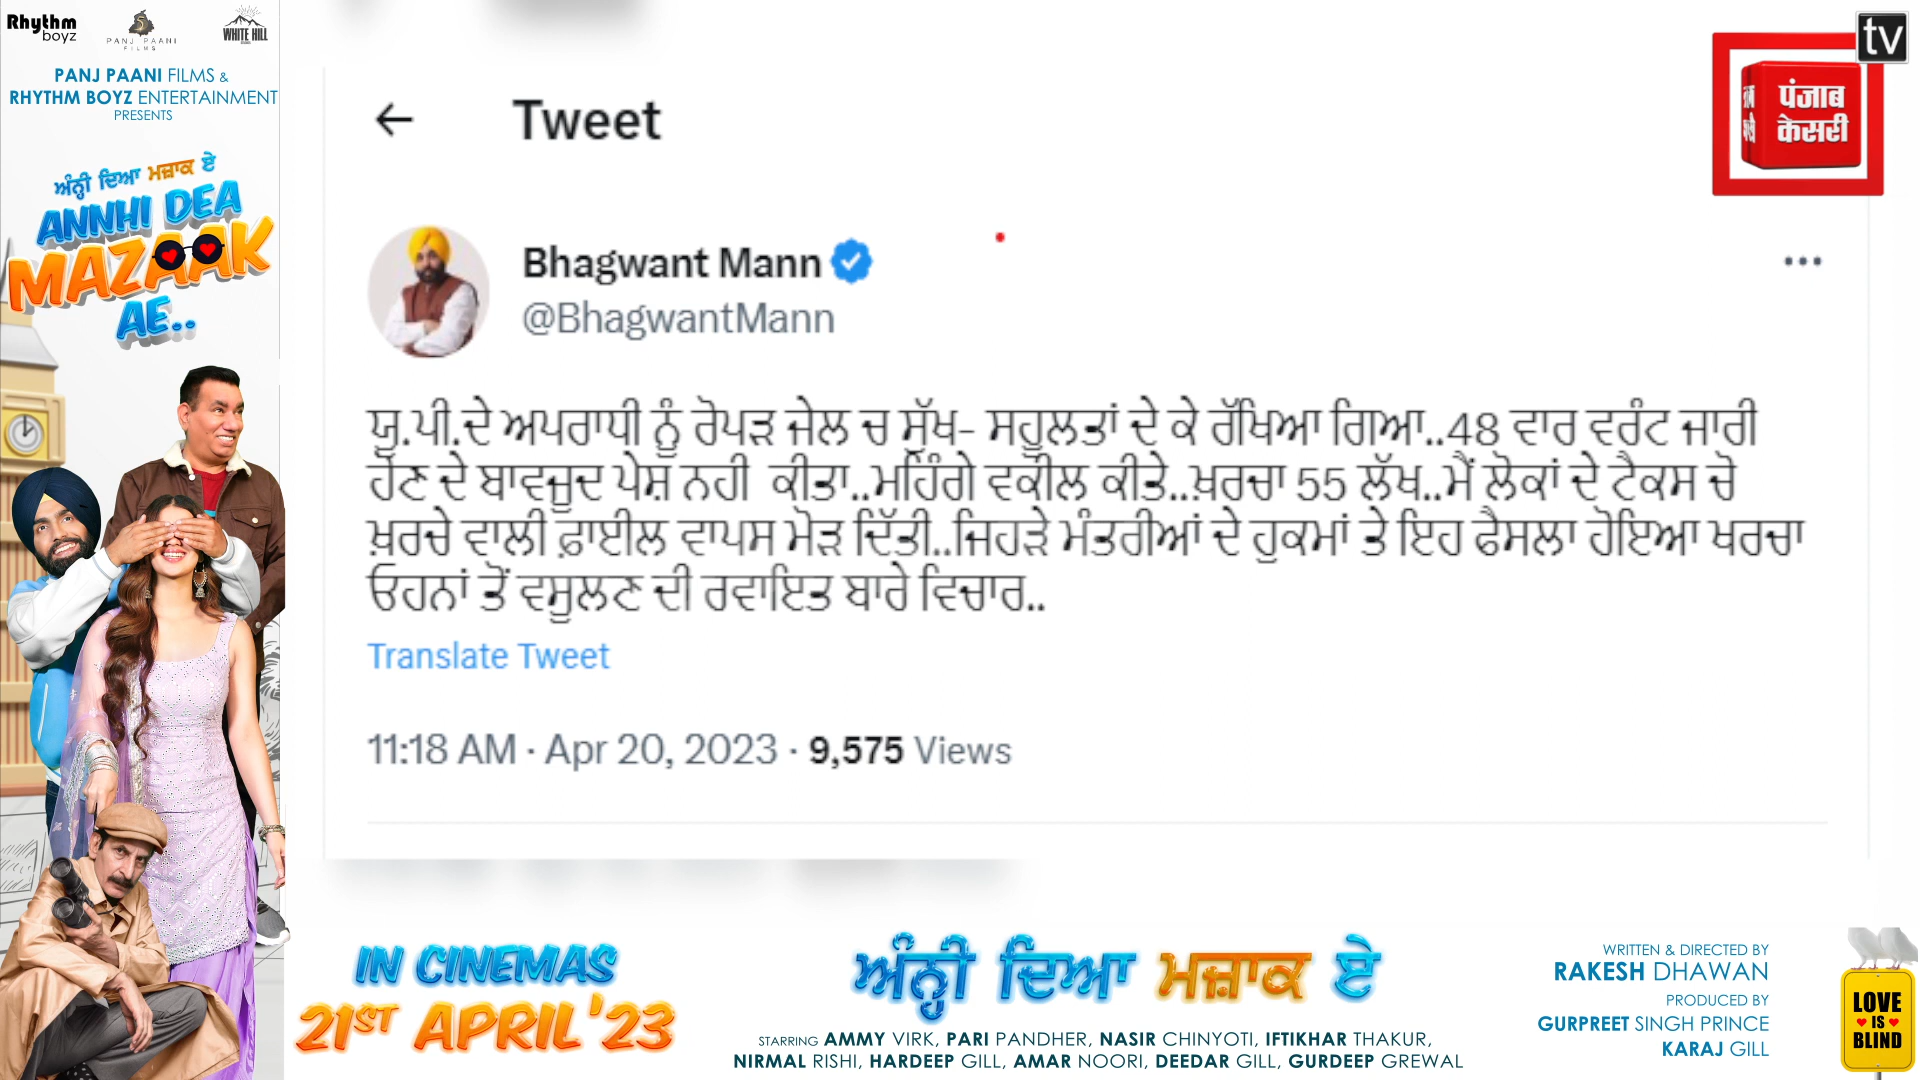 Rhythm
boyz
PANJ PAANI
FILMS
WHITE HILL
PANJ PAANI FILMS &
RHYTHM BOYZ ENTERTAINMENT
PRESENTS
ਅੰਨ੍ਹੀ ਦਿਆ ਮਜ਼ਾਕ ਏ
ANNHI DEA
MAZAAK
AE..
tv
ਪੰजाब
केसरी
Tweet
Bhagwant Mann
@BhagwantMann
ਯੂ.ਪੀ.ਦੇ ਅਪਰਾਧੀ ਨੂੰ ਰੋਪੜ ਜੇਲ ਚ ਸੁੱਖ- ਸਹੂਲਤਾਂ ਦੇ ਕੇ ਰੱਖਿਆ ਗਿਆ..48 ਵਾਰ ਵਰੰਟ ਜਾਰੀ
ਹੋਣ ਦੇ ਬਾਵਜੂਦ ਪੇਸ਼ ਨਹੀ ਕੀਤਾ..ਮਹਿੰਗੇ ਵਕੀਲ ਕੀਤੇ..ਖ਼ਰਚਾ 55 ਲੱਖ..ਮੈਂ ਲੋਕਾਂ ਦੇ ਟੈਕਸ ਚੋ
ਖ਼ਰਚੇ ਵਾਲੀ ਫ਼ਾਈਲ ਵਾਪਸ ਮੋੜ ਦਿੱਤੀ..ਜਿਹੜੇ ਮੰਤਰੀਆਂ ਦੇ ਹੁਕਮਾਂ ਤੇ ਇਹ ਫੈਸਲਾ ਹੋਇਆ ਖਰਚਾ
ਓਹਨਾਂ ਤੋਂ ਵਸੂਲਣ ਦੀ ਰਵਾਇਤ ਬਾਰੇ ਵਿਚਾਰ..
Translate Tweet
11:18 AM · Apr 20, 2023 · 9,575 Views
IN CINEMAS
21ST APRIL '23
ਅੰਨ੍ਹੀ ਦਿਆ ਮਜ਼ਾਕ ਏ
STARRING AMMY VIRK, PARI PANDHER, NASIR CHINYOTI, IFTIKHAR THAKUR,
NIRMAL RISHI, HARDEEP GILL, AMAR NOORI, DEEDAR GILL, GURDEEP GREWAL
WRITTEN & DIRECTED BY
RAKESH DHAWAN
PRODUCED BY
GURPREET SINGH PRINCE
KARAJ GILL
LOVE
IS
BLIND